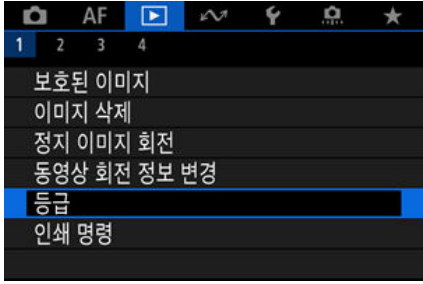 AF
1 2 3 4
보호된 이미지
이미지 삭제
정지 이미지 회전
동영상 회전 정보 변경
등급
인쇄 명령